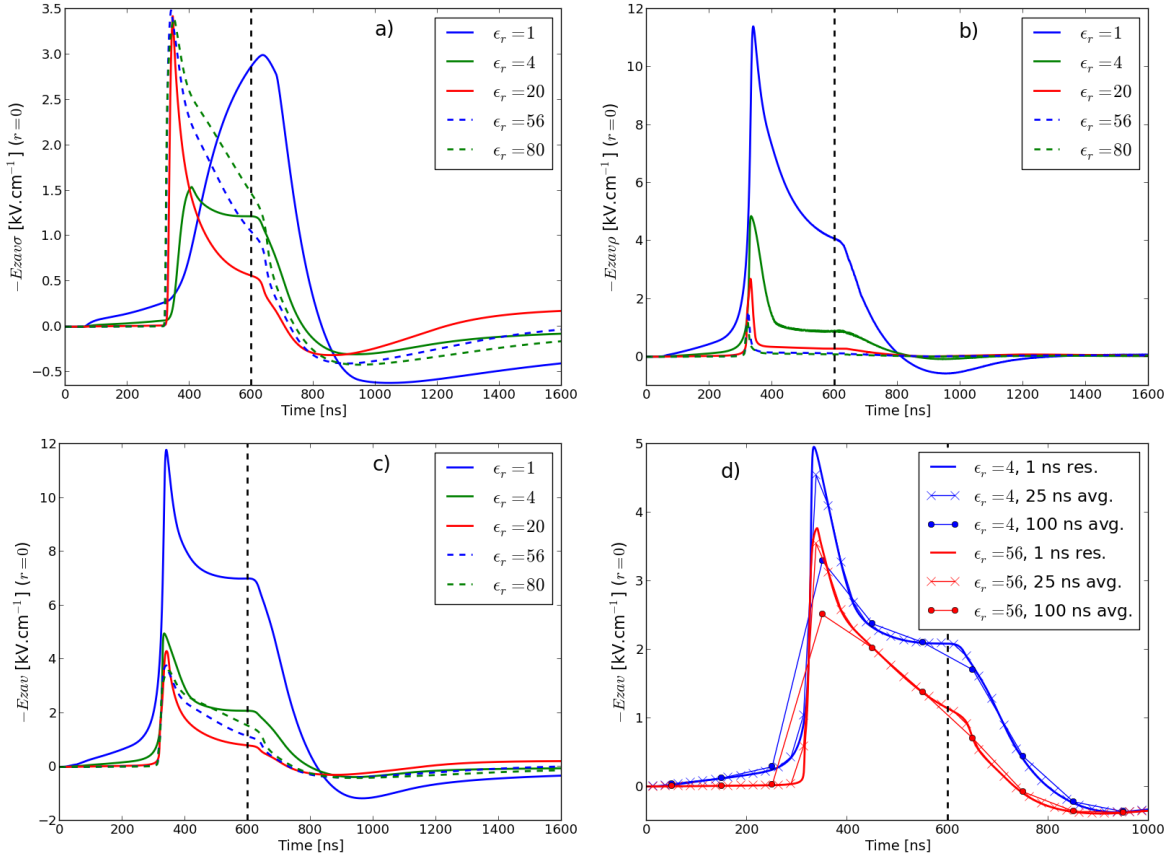 a)
−Ezavσ [kV.cm⁻¹] (r=0)
3.5
3.0
2.5
2.0
1.5
1.0
0.5
0.0
−0.5
0 200 400 600 800 1000 1200 1400 1600
Time [ns]
ϵr = 1
ϵr = 4
ϵr = 20
ϵr = 56
ϵr = 80
b)
−Ezavρ [kV.cm⁻¹] (r=0)
12
10
8
6
4
2
0
0 200 400 600 800 1000 1200 1400 1600
Time [ns]
ϵr = 1
ϵr = 4
ϵr = 20
ϵr = 56
ϵr = 80
c)
−Ezav [kV.cm⁻¹] (r=0)
12
10
8
6
4
2
0
−2
0 200 400 600 800 1000 1200 1400 1600
Time [ns]
ϵr = 1
ϵr = 4
ϵr = 20
ϵr = 56
ϵr = 80
d)
−Ezav [kV.cm⁻¹] (r=0)
5
4
3
2
1
0
0 200 400 600 800 1000
Time [ns]
ϵr = 4, 1 ns res.
ϵr = 4, 25 ns avg.
ϵr = 4, 100 ns avg.
ϵr = 56, 1 ns res.
ϵr = 56, 25 ns avg.
ϵr = 56, 100 ns avg.